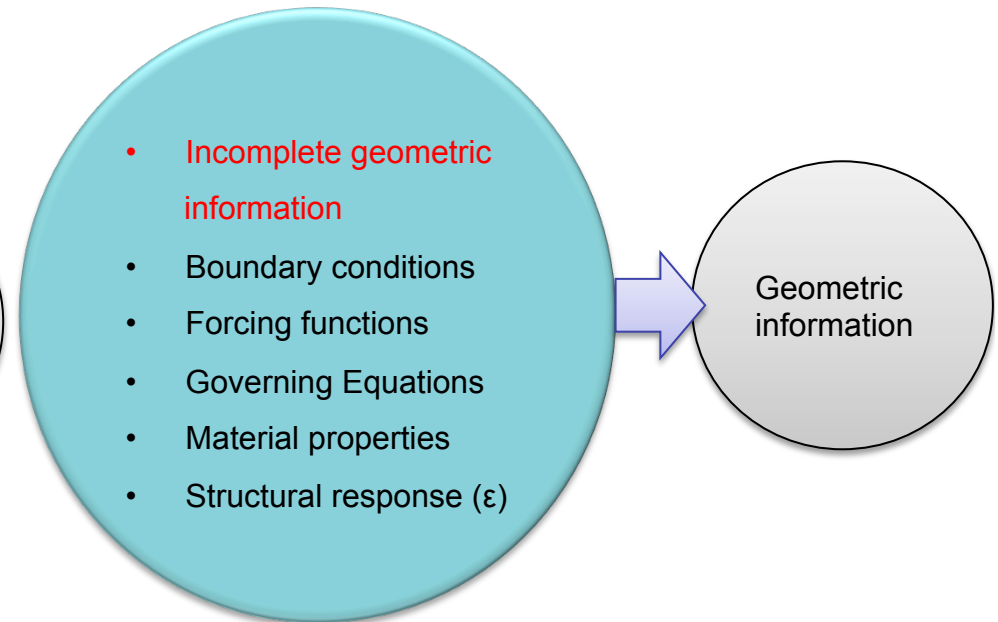 • Incomplete geometric
information
• Boundary conditions
• Forcing functions
• Governing Equations
• Material properties
• Structural response (ε)
Geometric
information